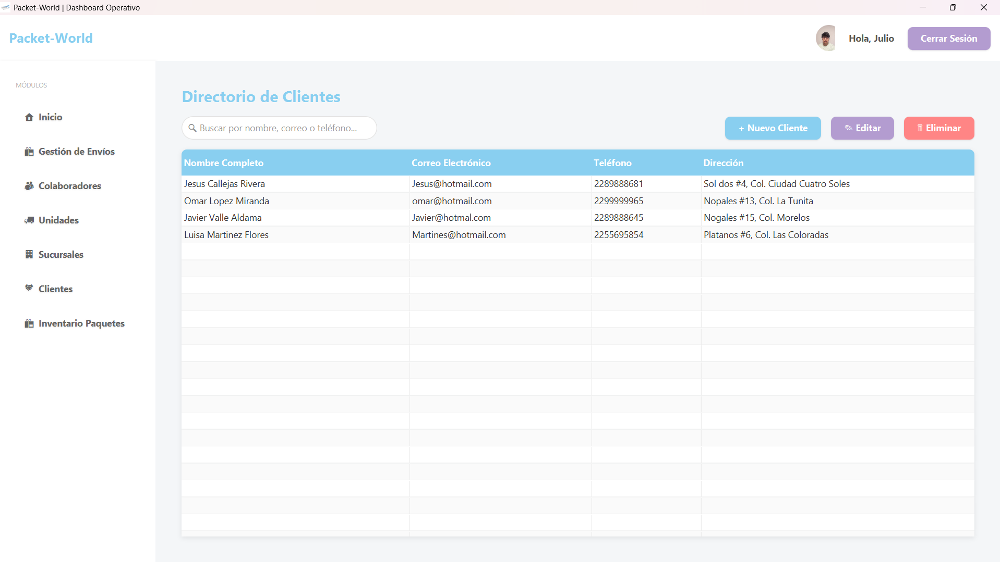 Packet-World | Dashboard Operativo
Packet-World
Hola, Julio
Cerrar Sesión
MÓDULOS
Inicio
Gestión de Envíos
Colaboradores
Unidades
Sucursales
Clientes
Inventario Paquetes
Directorio de Clientes
Buscar por nombre, correo o teléfono...
+ Nuevo Cliente
Editar
Eliminar
Nombre Completo Correo Electrónico Teléfono Dirección
Jesus Callejas Rivera Jesus@hotmail.com 2289888681 Sol dos #4, Col. Ciudad Cuatro Soles
Omar Lopez Miranda omar@hotmail.com 2299999965 Nopales #13, Col. La Tunita
Javier Valle Aldama Javier@hotmal.com 2289888645 Nogales #15, Col. Morelos
Luisa Martinez Flores Martines@hotmail.com 2255695854 Platanos #6, Col. Las Coloradas